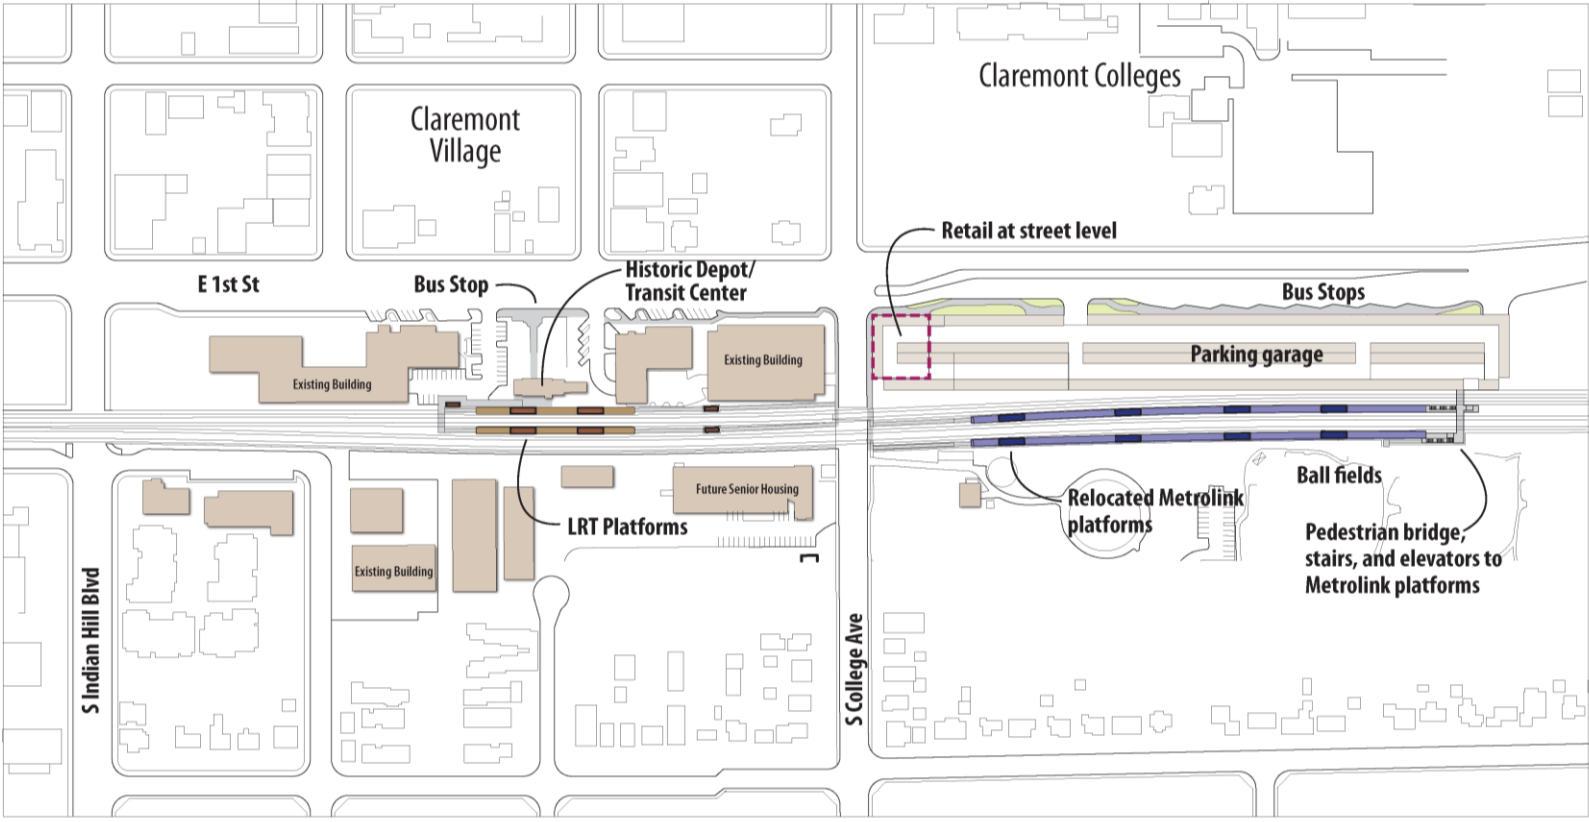 Claremont Colleges
Claremont
Village
Retail at street level
E 1st St
Bus Stop
Historic Depot/
Transit Center
Bus Stops
Existing Building
Existing Building
Parking garage
Future Senior Housing
LRT Platforms
Relocated Metrolink
platforms
Ball fields
Pedestrian bridge,
stairs, and elevators to
Metrolink platforms
Existing Building
S Indian Hill Blvd
S College Ave